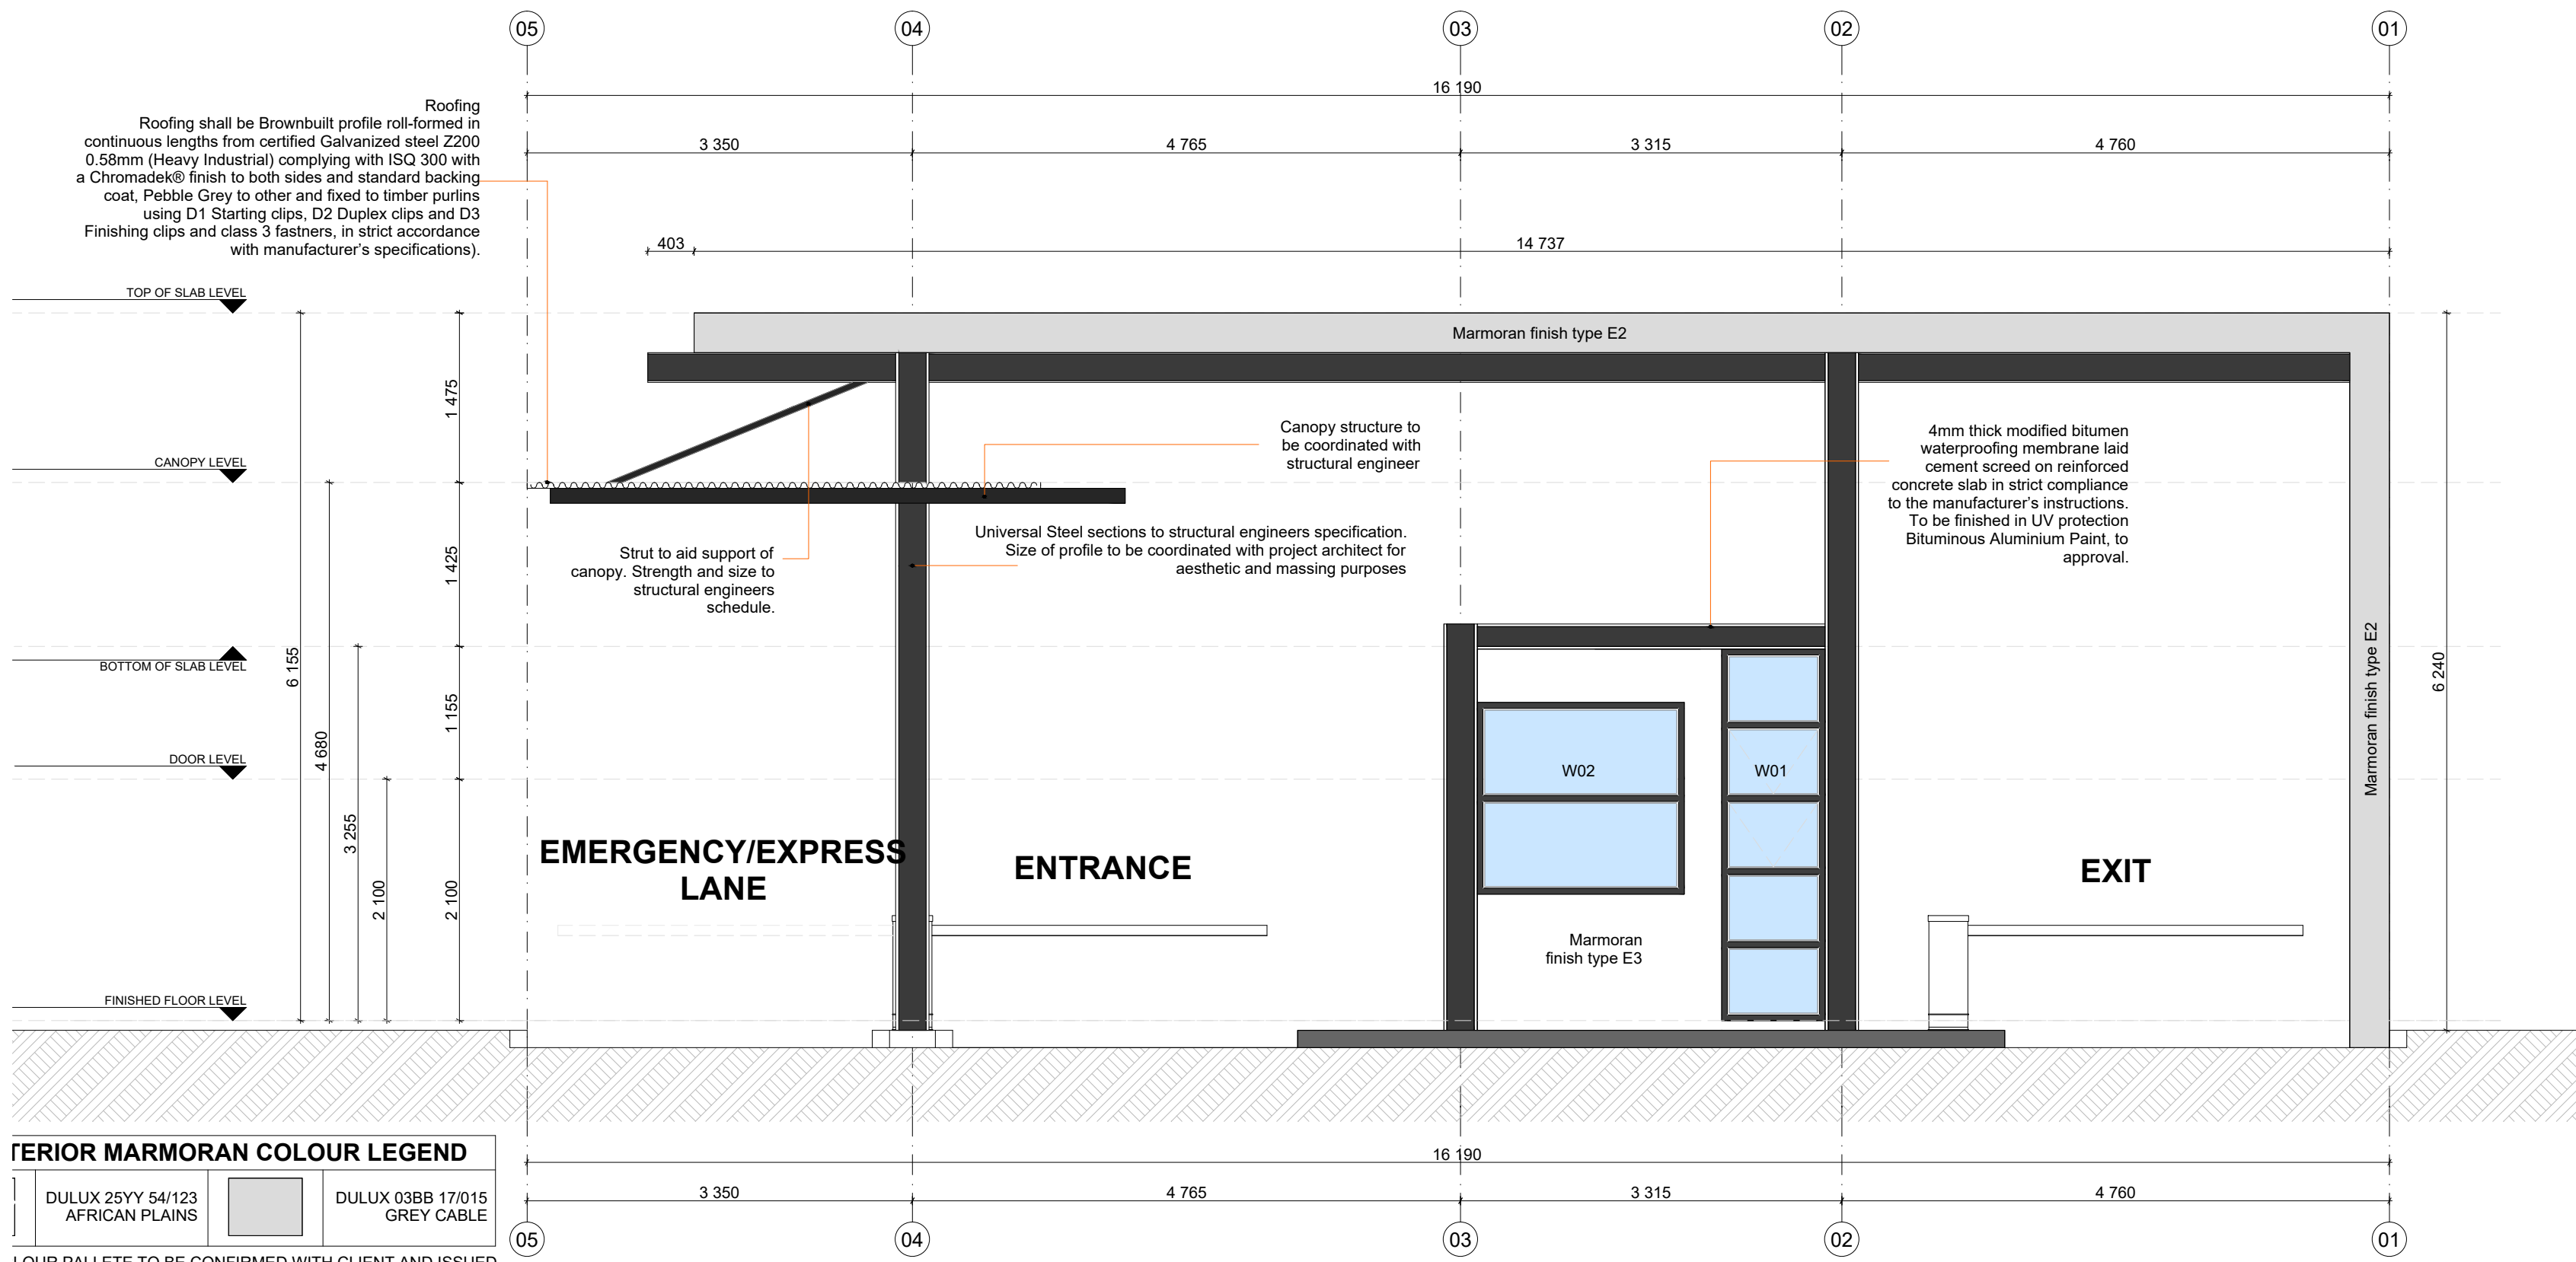 05
04
03
02
01
16 190
3 350
4 765
3 315
4 760
403
14 737
Roofing
Roofing shall be Brownbuilt profile roll-formed in
continuous lengths from certified Galvanized steel Z200
0.58mm (Heavy Industrial) complying with ISQ 300 with
a Chromadek® finish to both sides and standard backing
coat, Pebble Grey to other and fixed to timber purlins
using D1 Starting clips, D2 Duplex clips and D3
Finishing clips and class 3 fastners, in strict accordance
with manufacturer's specifications).
TOP OF SLAB LEVEL
CANOPY LEVEL
BOTTOM OF SLAB LEVEL
DOOR LEVEL
FINISHED FLOOR LEVEL
6 155
4 680
3 255
2 100
1 475
1 425
1 155
2 100
Marmoran finish type E2
Canopy structure to
be coordinated with
structural engineer
Strut to aid support of
canopy. Strength and size to
structural engineers
schedule.
Universal Steel sections to structural engineers specification.
Size of profile to be coordinated with project architect for
aesthetic and massing purposes
4mm thick modified bitumen
waterproofing membrane laid
cement screed on reinforced
concrete slab in strict compliance
to the manufacturer's instructions.
To be finished in UV protection
Bituminous Aluminium Paint, to
approval.
Marmoran finish type E2
6 240
W02
W01
EMERGENCY/EXPRESS
LANE
ENTRANCE
EXIT
Marmoran
finish type E3
16 190
3 350
4 765
3 315
4 760
05
04
03
02
01
TERIOR MARMORAN COLOUR LEGEND
DULUX 25YY 54/123
AFRICAN PLAINS
DULUX 03BB 17/015
GREY CABLE
LOUR PALLETE TO BE CONFIRMED WITH CLIENT AND ISSUED